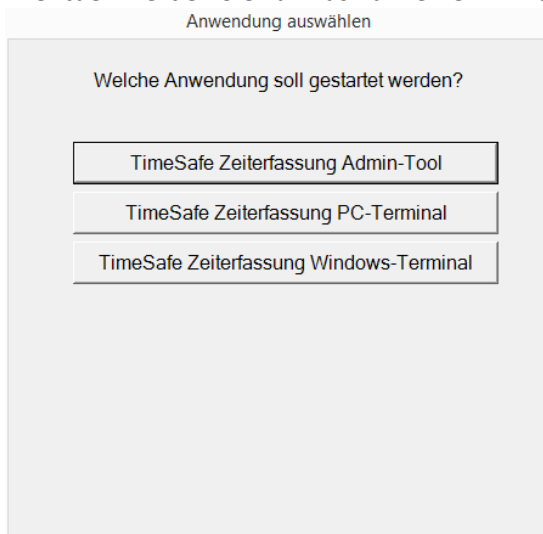 Anwendung auswählen
Welche Anwendung soll gestartet werden?
TimeSafe Zeiterfassung Admin-Tool
TimeSafe Zeiterfassung PC-Terminal
TimeSafe Zeiterfassung Windows-Terminal